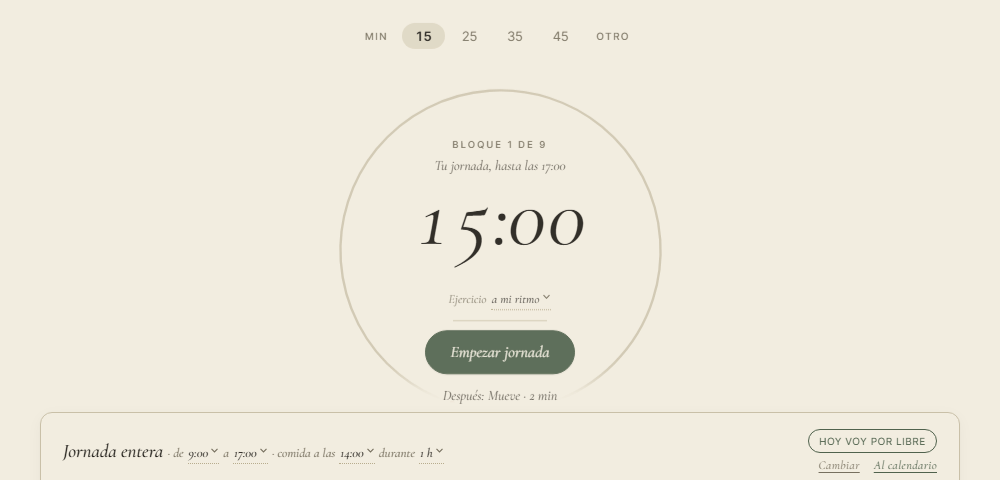 MIN 15 25 35 45 OTRO
BLOQUE 1 DE 9
Tu jornada, hasta las 17:00
15:00
Ejercicio a mi ritmo
Empezar jornada
Después: Mueve · 2 min
Jornada entera · de 9:00 a 17:00 · comida a las 14:00 durante 1 h
HOY VOY POR LIBRE
Cambiar Al calendario